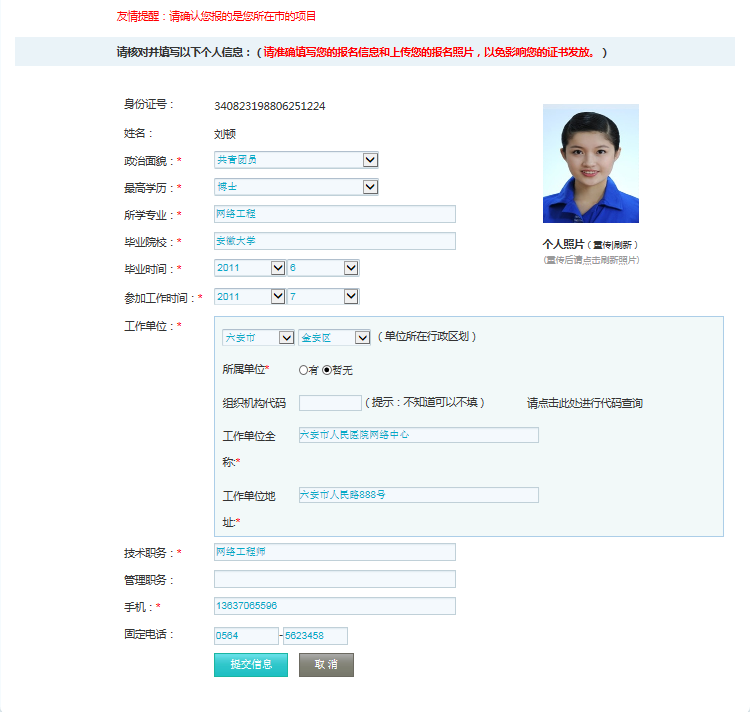 友情提醒：请确认您报的是您所在市的项目
请核对并填写以下个人信息：（请准确填写您的报名信息和上传您的报名照片，以免影响您的证书发放。）
身份证号： 340823198806251224
姓名： 刘顿
政治面貌：* 共青团员
最高学历：* 博士
所学专业：* 网络工程
毕业院校：* 安徽大学
个人照片（重传|刷新）
(重传后请点击刷新照片)
毕业时间：* 2011 6
参加工作时间：* 2011 7
工作单位：*
六安市 金安区 （单位所在行政区划）
所属单位* 有 暂无
组织机构代码 （提示：不知道可以不填） 请点击此处进行代码查询
工作单位全
称:*
六安市人民医院网络中心
工作单位地
址:*
六安市人民路888号
技术职务：* 网络工程师
管理职务：
手机：* 13637065596
固定电话： 0564-5623458
提交信息 取 消